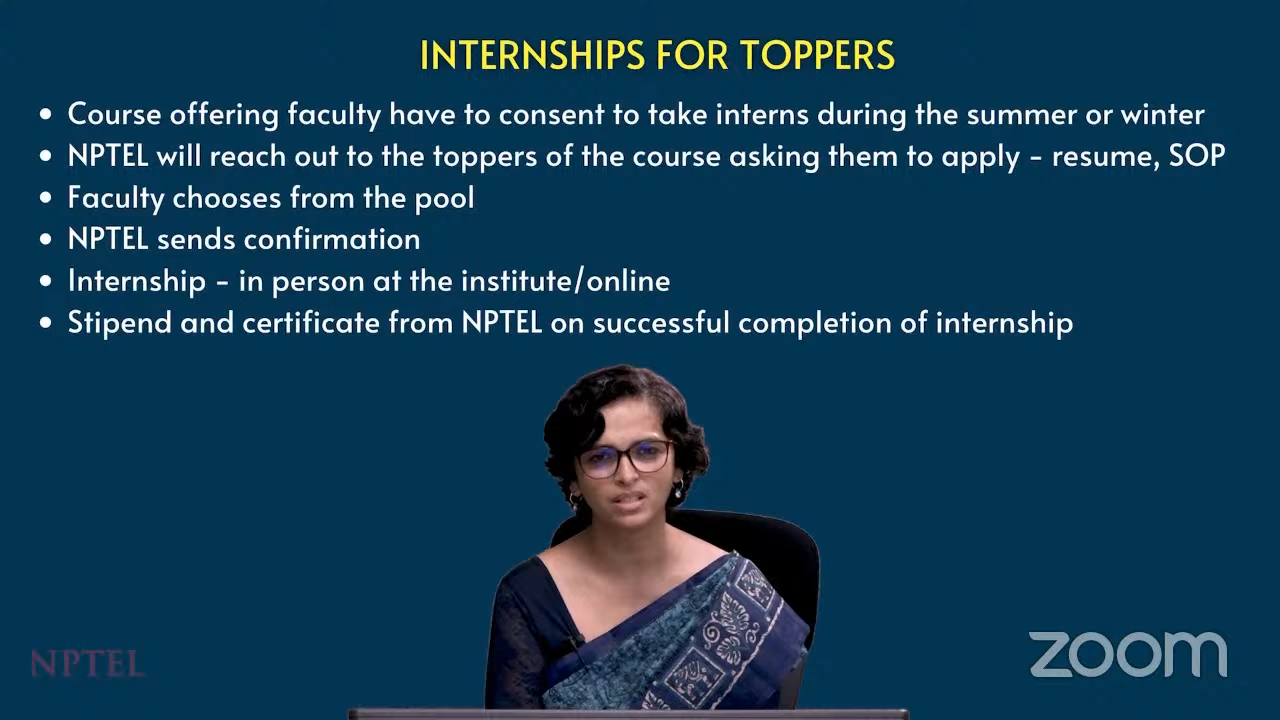 INTERNSHIPS FOR TOPPERS
• Course offering faculty have to consent to take interns during the summer or winter
• NPTEL will reach out to the toppers of the course asking them to apply - resume, SOP
• Faculty chooses from the pool
• NPTEL sends confirmation
• Internship - in person at the institute/online
• Stipend and certificate from NPTEL on successful completion of internship
NPTEL
zoom